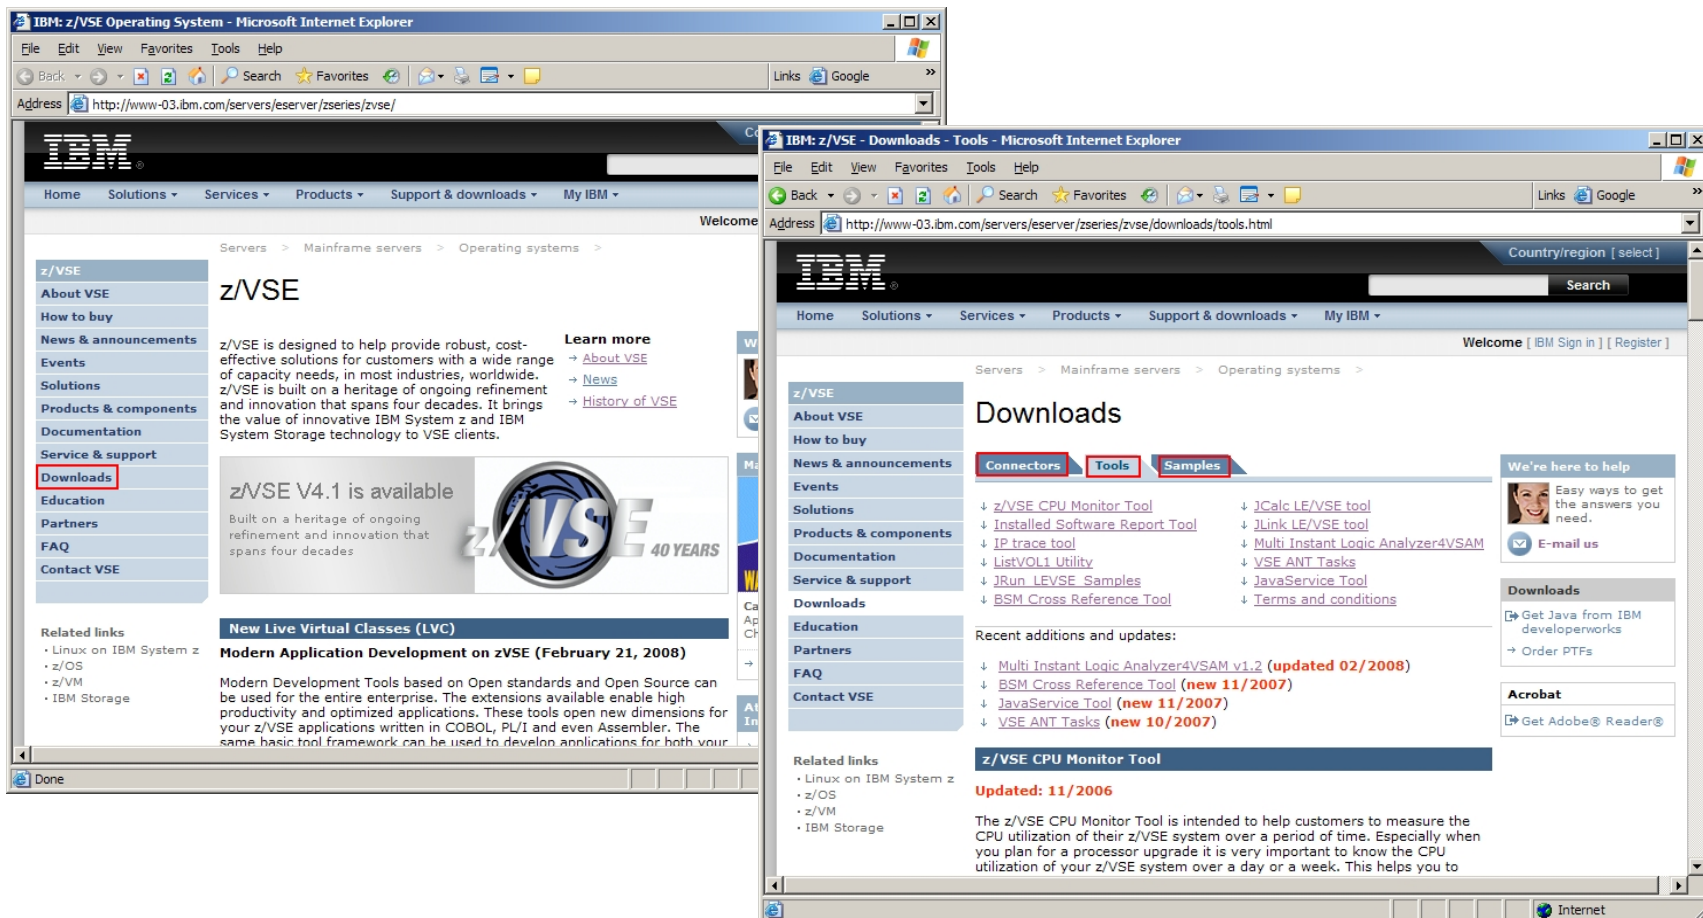 IBM: z/VSE Operating System - Microsoft Internet Explorer
File Edit View Favorites Tools Help
Back Search Favorites Links Google »
Address http://www-03.ibm.com/servers/eserver/zseries/zvse/
IBM ®
Home Solutions Services Products Support & downloads My IBM
Welcome
Servers > Mainframe servers > Operating systems >
z/VSE
About VSE
How to buy
News & announcements
Events
Solutions
Products & components
Documentation
Service & support
Downloads
Education
Partners
FAQ
Contact VSE
Related links
· Linux on IBM System z
· z/OS
· z/VM
· IBM Storage
z/VSE
z/VSE is designed to help provide robust, cost-
effective solutions for customers with a wide range
of capacity needs, in most industries, worldwide.
z/VSE is built on a heritage of ongoing refinement
and innovation that spans four decades. It brings
the value of innovative IBM System z and IBM
System Storage technology to VSE clients.
Learn more
→ About VSE
→ News
→ History of VSE
z/VSE V4.1 is available
Built on a heritage of ongoing
refinement and innovation that
spans four decades
z/VSE 40 YEARS
New Live Virtual Classes (LVC)
Modern Application Development on zVSE (February 21, 2008)
Modern Development Tools based on Open standards and Open Source can
be used for the entire enterprise. The extensions available enable high
productivity and optimized applications. These tools open new dimensions for
your z/VSE applications written in COBOL, PL/I and even Assembler. The
same basic tool framework can be used to develop applications for both your
Done
IBM: z/VSE - Downloads - Tools - Microsoft Internet Explorer
File Edit View Favorites Tools Help
Back Search Favorites Links Google »
Address http://www-03.ibm.com/servers/eserver/zseries/zvse/downloads/tools.html
Country/region [ select ]
IBM ®
Search
Home Solutions Services Products Support & downloads My IBM
Welcome [ IBM Sign in ] [ Register ]
Servers > Mainframe servers > Operating systems >
z/VSE
About VSE
How to buy
News & announcements
Events
Solutions
Products & components
Documentation
Service & support
Downloads
Education
Partners
FAQ
Contact VSE
Related links
· Linux on IBM System z
· z/OS
· z/VM
· IBM Storage
Downloads
Connectors Tools Samples
↓ z/VSE CPU Monitor Tool
↓ Installed Software Report Tool
↓ IP trace tool
↓ ListVOL1 Utility
↓ JRun LEVSE Samples
↓ BSM Cross Reference Tool
↓ JCalc LE/VSE tool
↓ JLink LE/VSE tool
↓ Multi Instant Logic Analyzer4VSAM
↓ VSE ANT Tasks
↓ JavaService Tool
↓ Terms and conditions
Recent additions and updates:
↓ Multi Instant Logic Analyzer4VSAM v1.2 (updated 02/2008)
↓ BSM Cross Reference Tool (new 11/2007)
↓ JavaService Tool (new 11/2007)
↓ VSE ANT Tasks (new 10/2007)
z/VSE CPU Monitor Tool
Updated: 11/2006
The z/VSE CPU Monitor Tool is intended to help customers to measure the
CPU utilization of their z/VSE system over a period of time. Especially when
you plan for a processor upgrade it is very important to know the CPU
utilization of your z/VSE system over a day or a week. This helps you to
We're here to help
Easy ways to get
the answers you
need.
E-mail us
Downloads
Get Java from IBM
developerworks
→ Order PTFs
Acrobat
Get Adobe® Reader®
Internet